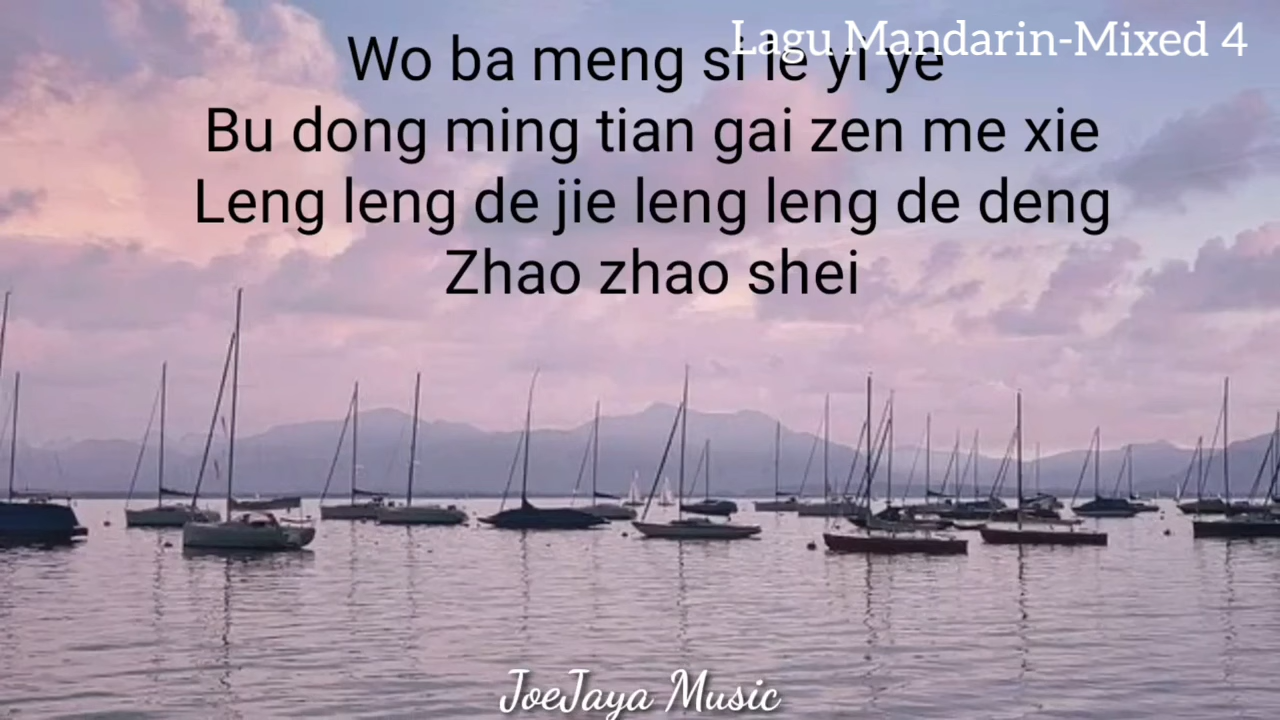 Lagu Mandarin-Mixed 4
Wo ba meng si le yi ye
Bu dong ming tian gai zen me xie
Leng leng de jie leng leng de deng
Zhao zhao shei
JoeJaya Music